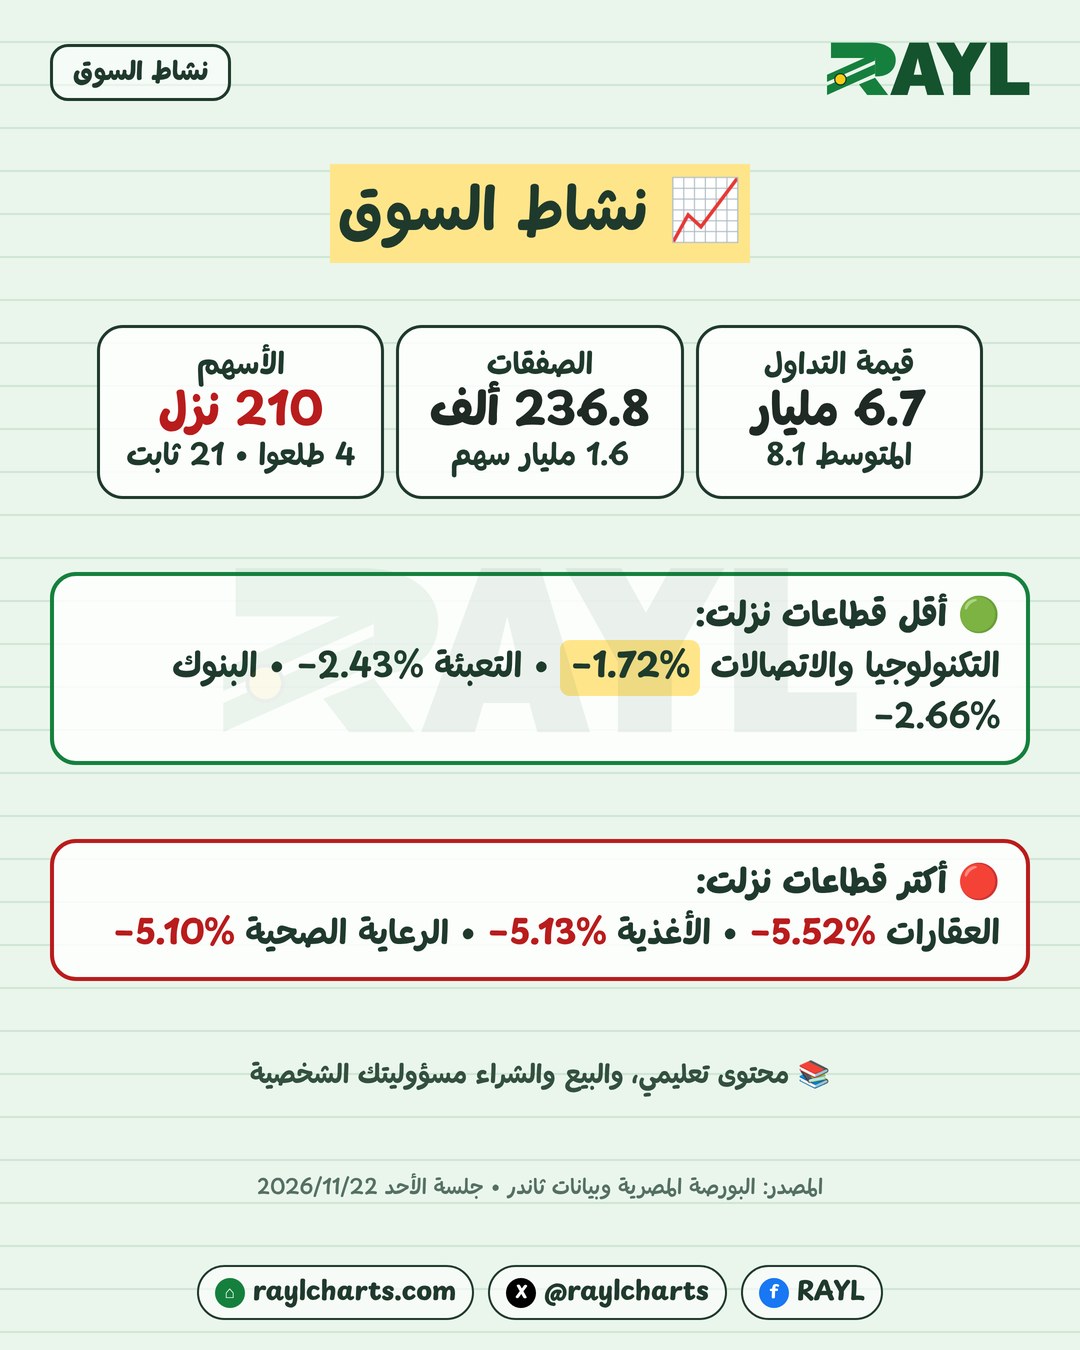 RAYL
نشاط السوق
📈 نشاط السوق
قيمة التداول
6.7 مليار
المتوسط 8.1
الصفقات
236.8 ألف
1.6 مليار سهم
الأسهم
210 نزل
4 طلعوا • 21 ثابت
🟢 أقل قطاعات نزلت:
التكنولوجيا والاتصالات −1.72% • التعبئة −2.43% • البنوك
−2.66%
🔴 أكتر قطاعات نزلت:
العقارات −5.52% • الأغذية −5.13% • الرعاية الصحية −5.10%
📚 محتوى تعليمي، والبيع والشراء مسؤوليتك الشخصية
المصدر: البورصة المصرية وبيانات ثاندر • جلسة الأحد 2026/11/22
RAYL
@raylcharts
raylcharts.com